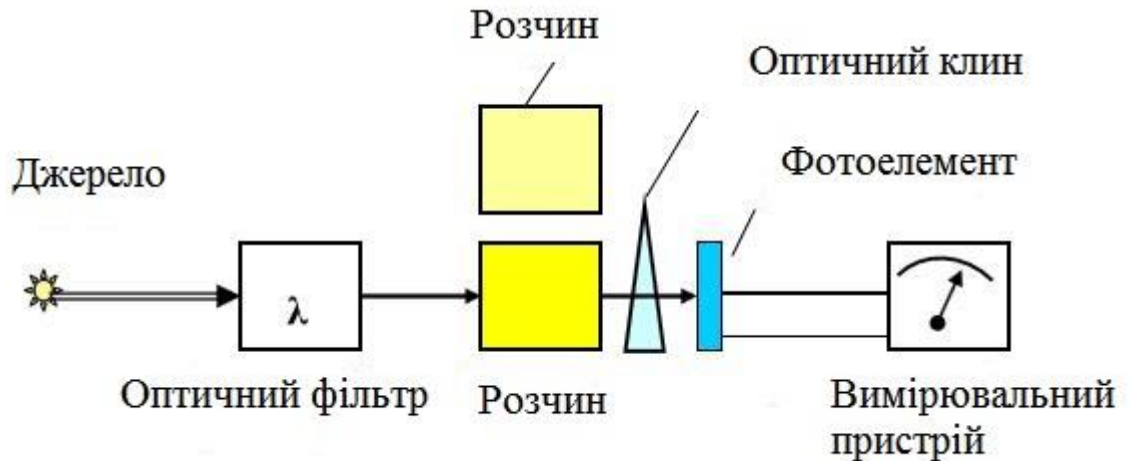 Розчин
Оптичний клин
Фотоелемент
Джерело
λ
Оптичний фільтр
Розчин
Вимірювальний
пристрій